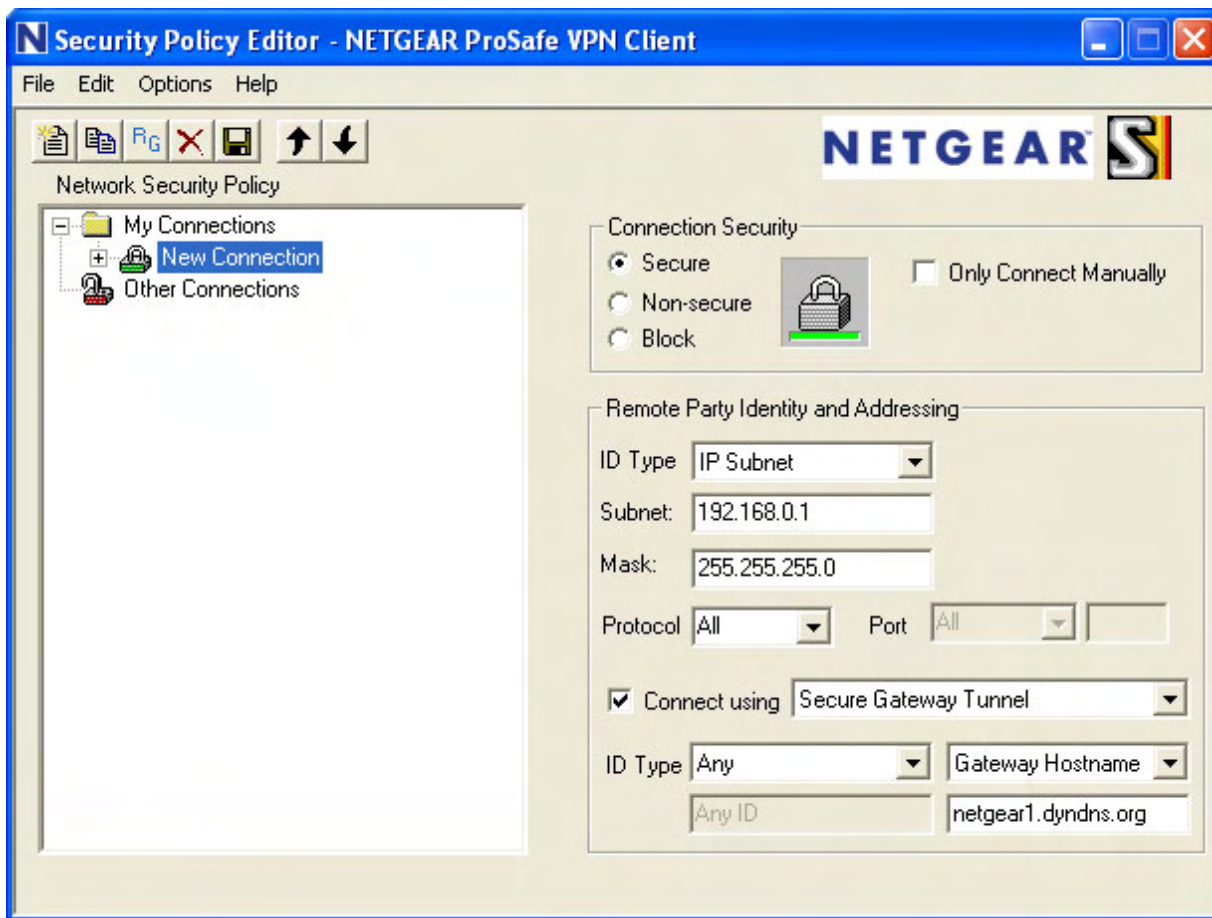 Security Policy Editor - NETGEAR ProSafe VPN Client
File Edit Options Help
RG
NETGEAR™ S
Network Security Policy
My Connections
New Connection
Other Connections
Connection Security
Secure
Non-secure
Block
Only Connect Manually
Remote Party Identity and Addressing
ID Type IP Subnet
Subnet: 192.168.0.1
Mask: 255.255.255.0
Protocol All Port All
Connect using Secure Gateway Tunnel
ID Type Any Gateway Hostname
Any ID netgear1.dyndns.org